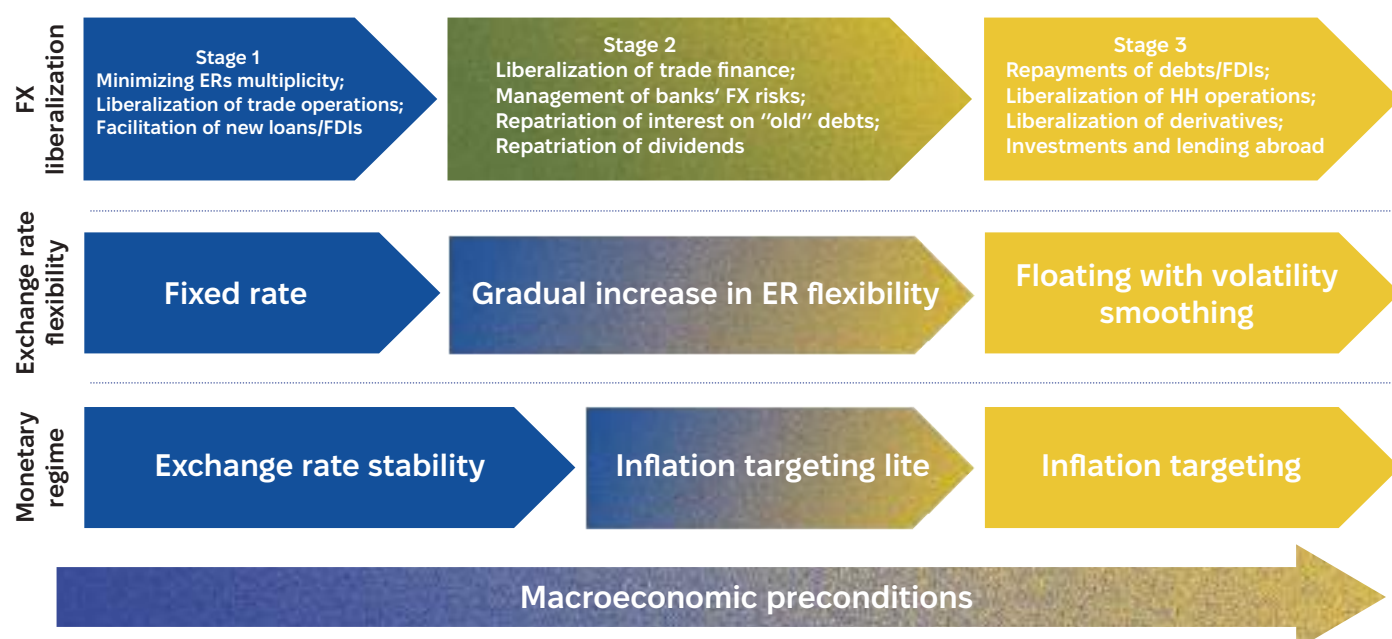 FX
liberalization
Stage 1
Minimizing ERs multiplicity;
Liberalization of trade operations;
Facilitation of new loans/FDIs
Stage 2
Liberalization of trade finance;
Management of banks' FX risks;
Repatriation of interest on “old” debts;
Repatriation of dividends
Stage 3
Repayments of debts/FDIs;
Liberalization of HH operations;
Liberalization of derivatives;
Investments and lending abroad
Exchange rate
flexibility
Fixed rate
Gradual increase in ER flexibility
Floating with volatility
smoothing
Monetary
regime
Exchange rate stability
Inflation targeting lite
Inflation targeting
Macroeconomic preconditions